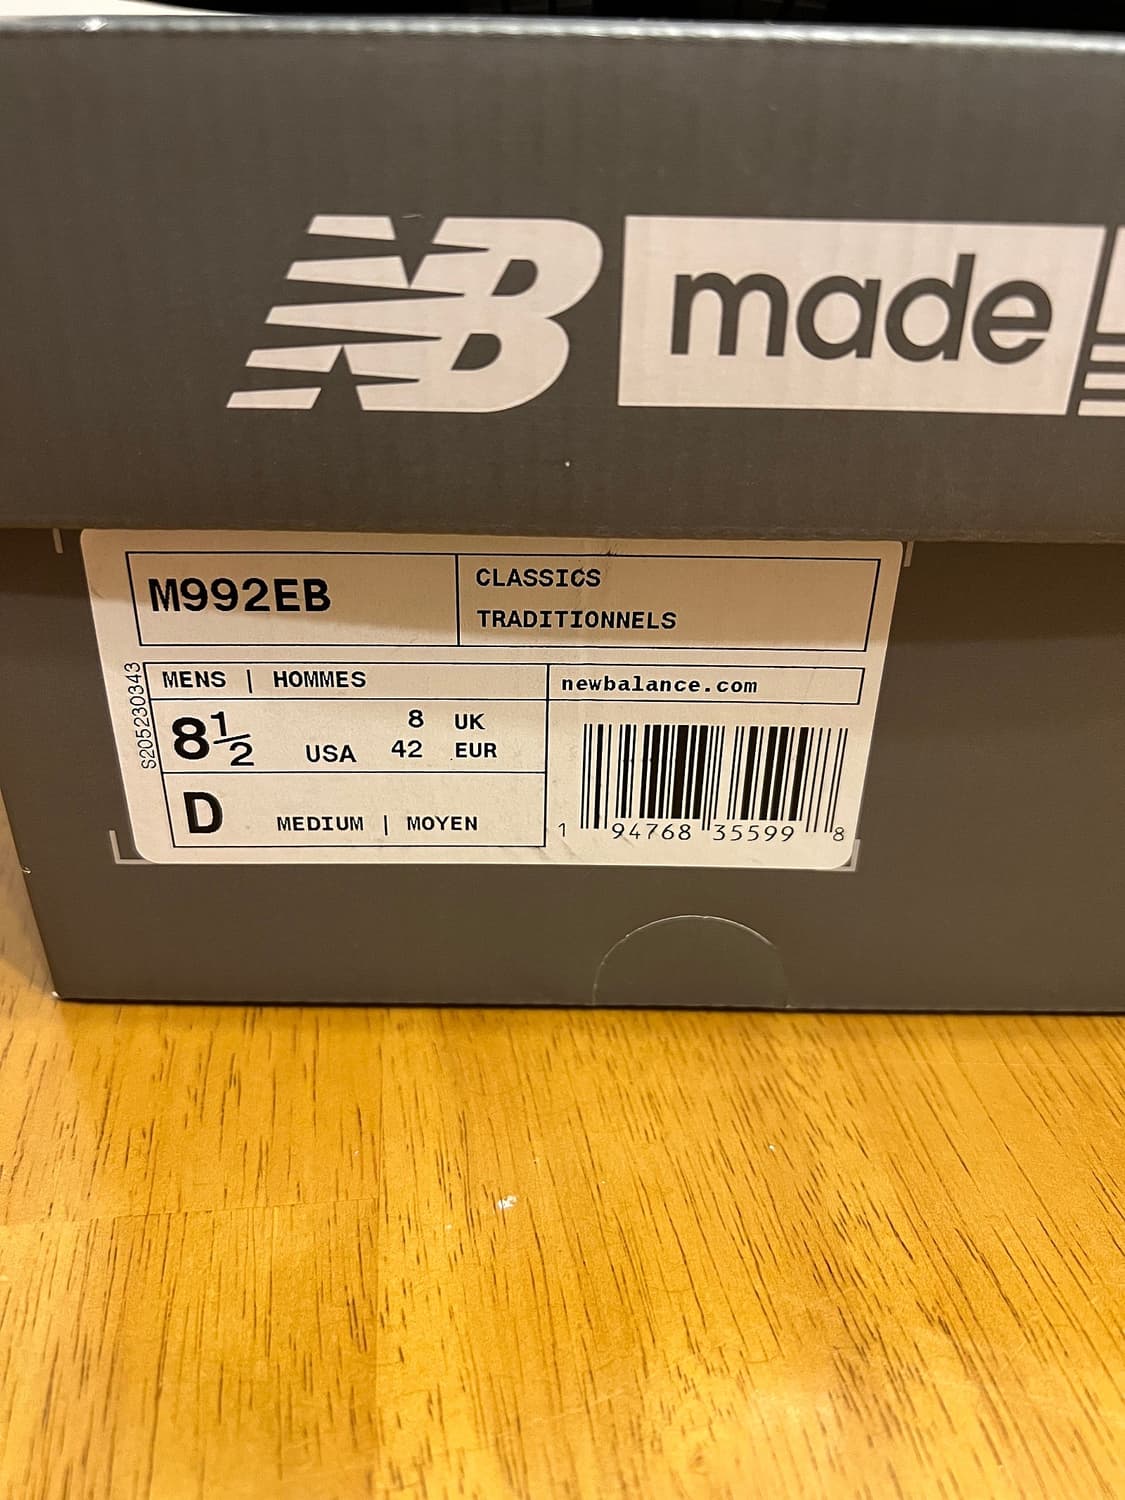 NB made
M992EB
CLASSICS
TRADITIONNELS
S205230343
MENS | HOMMES
newbalance.com
8½ USA
8 UK
42 EUR
D MEDIUM | MOYEN
1 94768 35599 8